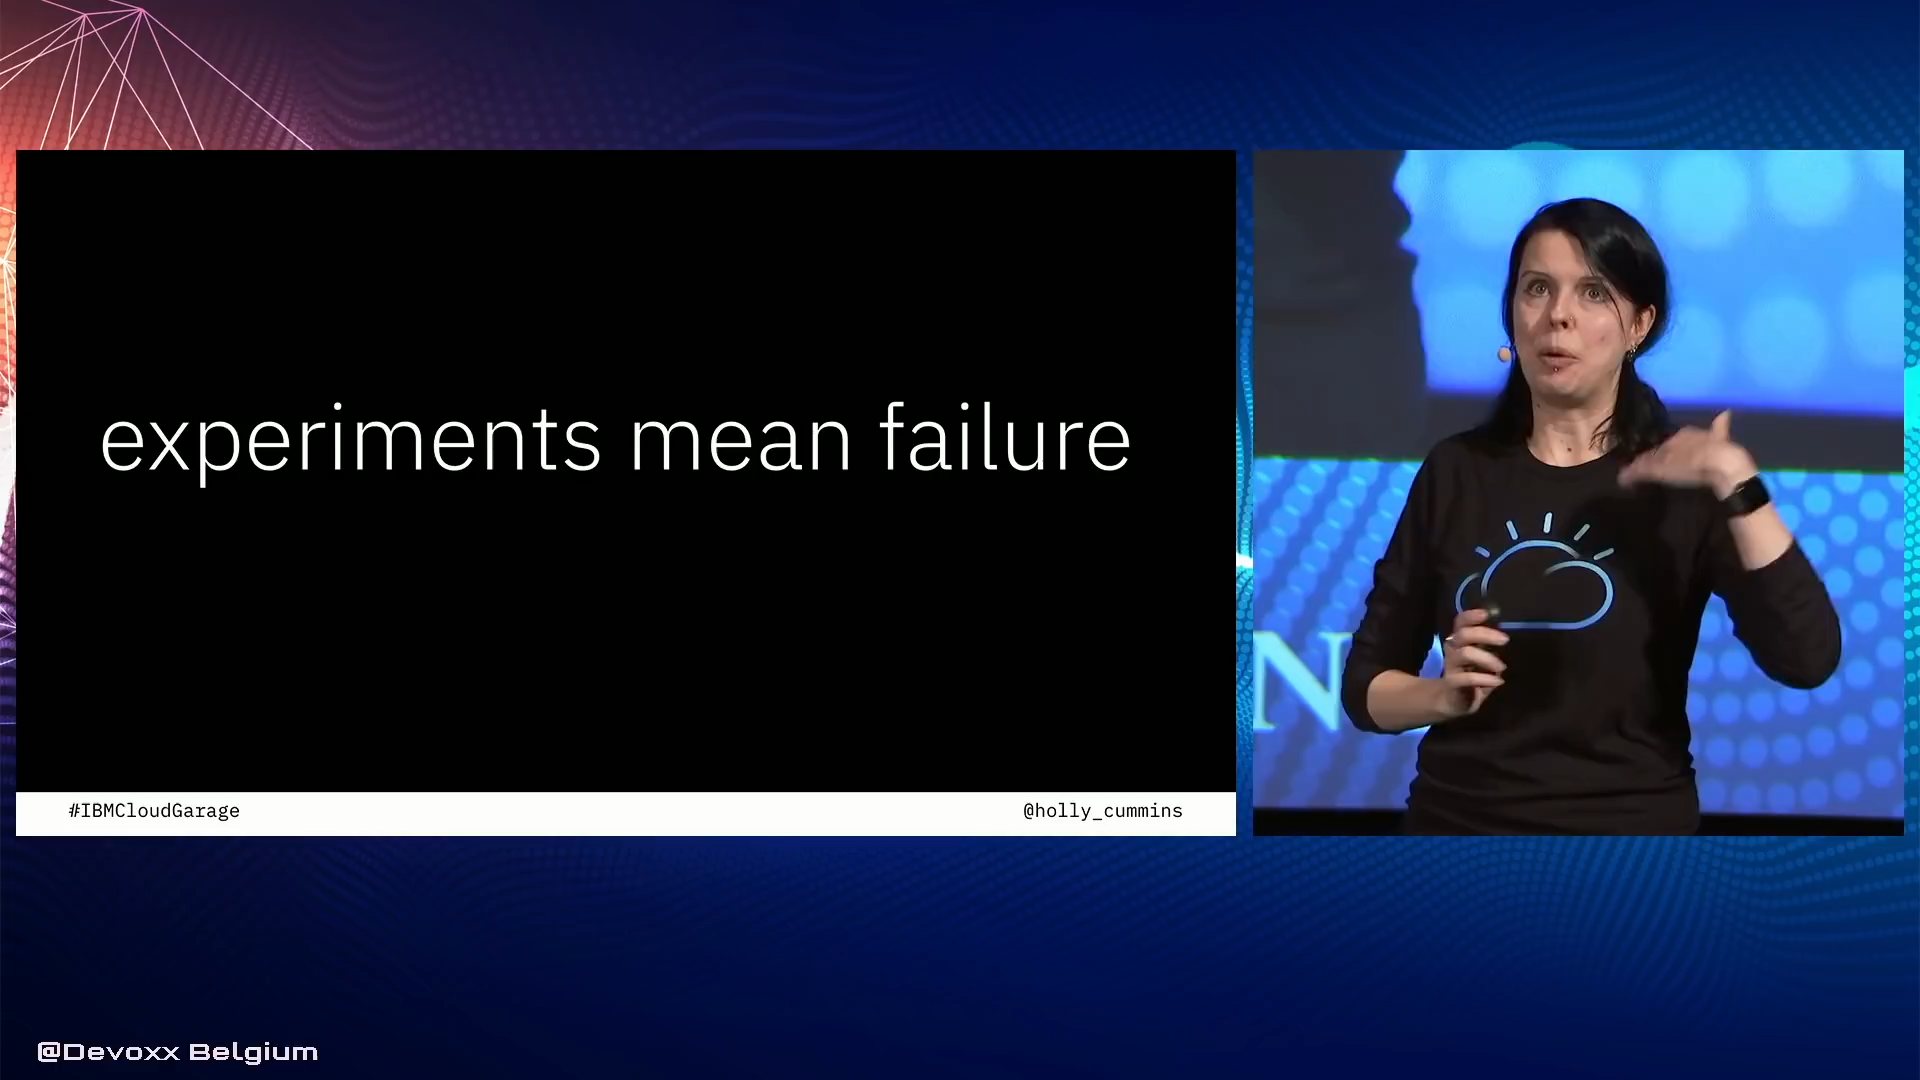 experiments mean failure
#IBMCloudGarage
@holly_cummins
N
@Devoxx Belgium